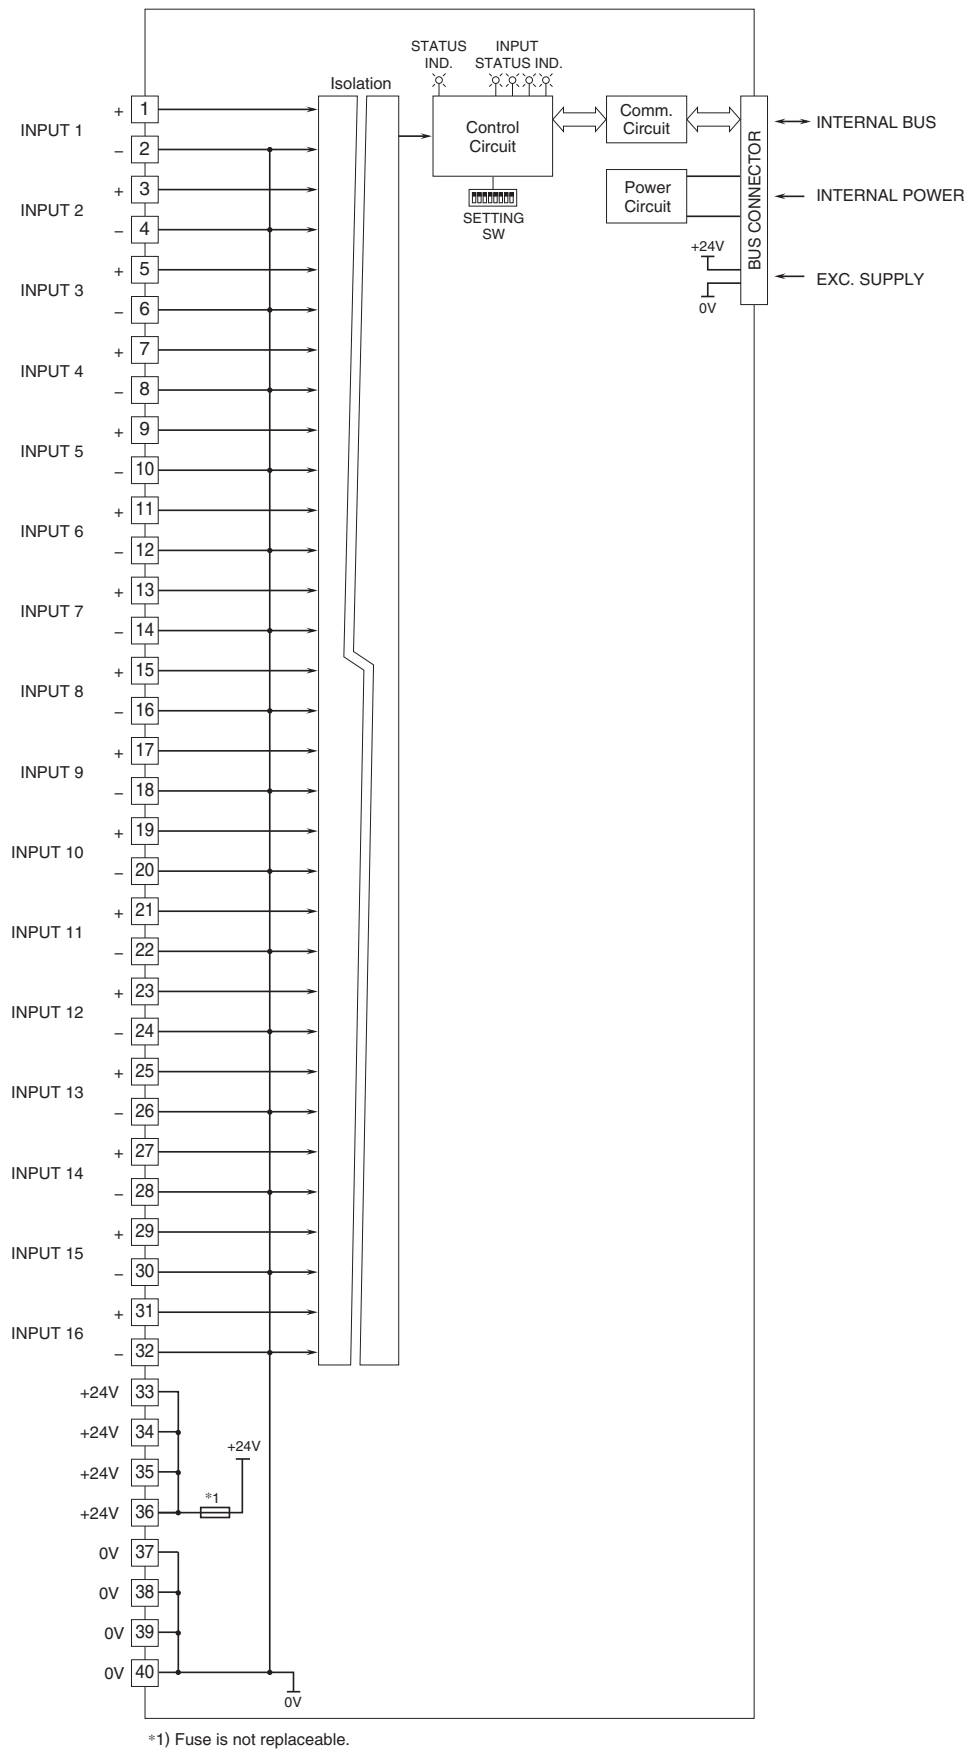 STATUS
IND.
INPUT
STATUS IND.
Isolation
Control
Circuit
Comm.
Circuit
Power
Circuit
SETTING
SW
BUS CONNECTOR
+24V
0V
INTERNAL BUS
INTERNAL POWER
EXC. SUPPLY
INPUT 1
+ 1
– 2
INPUT 2
+ 3
– 4
INPUT 3
+ 5
– 6
INPUT 4
+ 7
– 8
INPUT 5
+ 9
– 10
INPUT 6
+ 11
– 12
INPUT 7
+ 13
– 14
INPUT 8
+ 15
– 16
INPUT 9
+ 17
– 18
INPUT 10
+ 19
– 20
INPUT 11
+ 21
– 22
INPUT 12
+ 23
– 24
INPUT 13
+ 25
– 26
INPUT 14
+ 27
– 28
INPUT 15
+ 29
– 30
INPUT 16
+ 31
– 32
+24V 33
+24V 34
+24V
+24V 35
*1
+24V 36
0V 37
0V 38
0V 39
0V 40
0V
*1) Fuse is not replaceable.